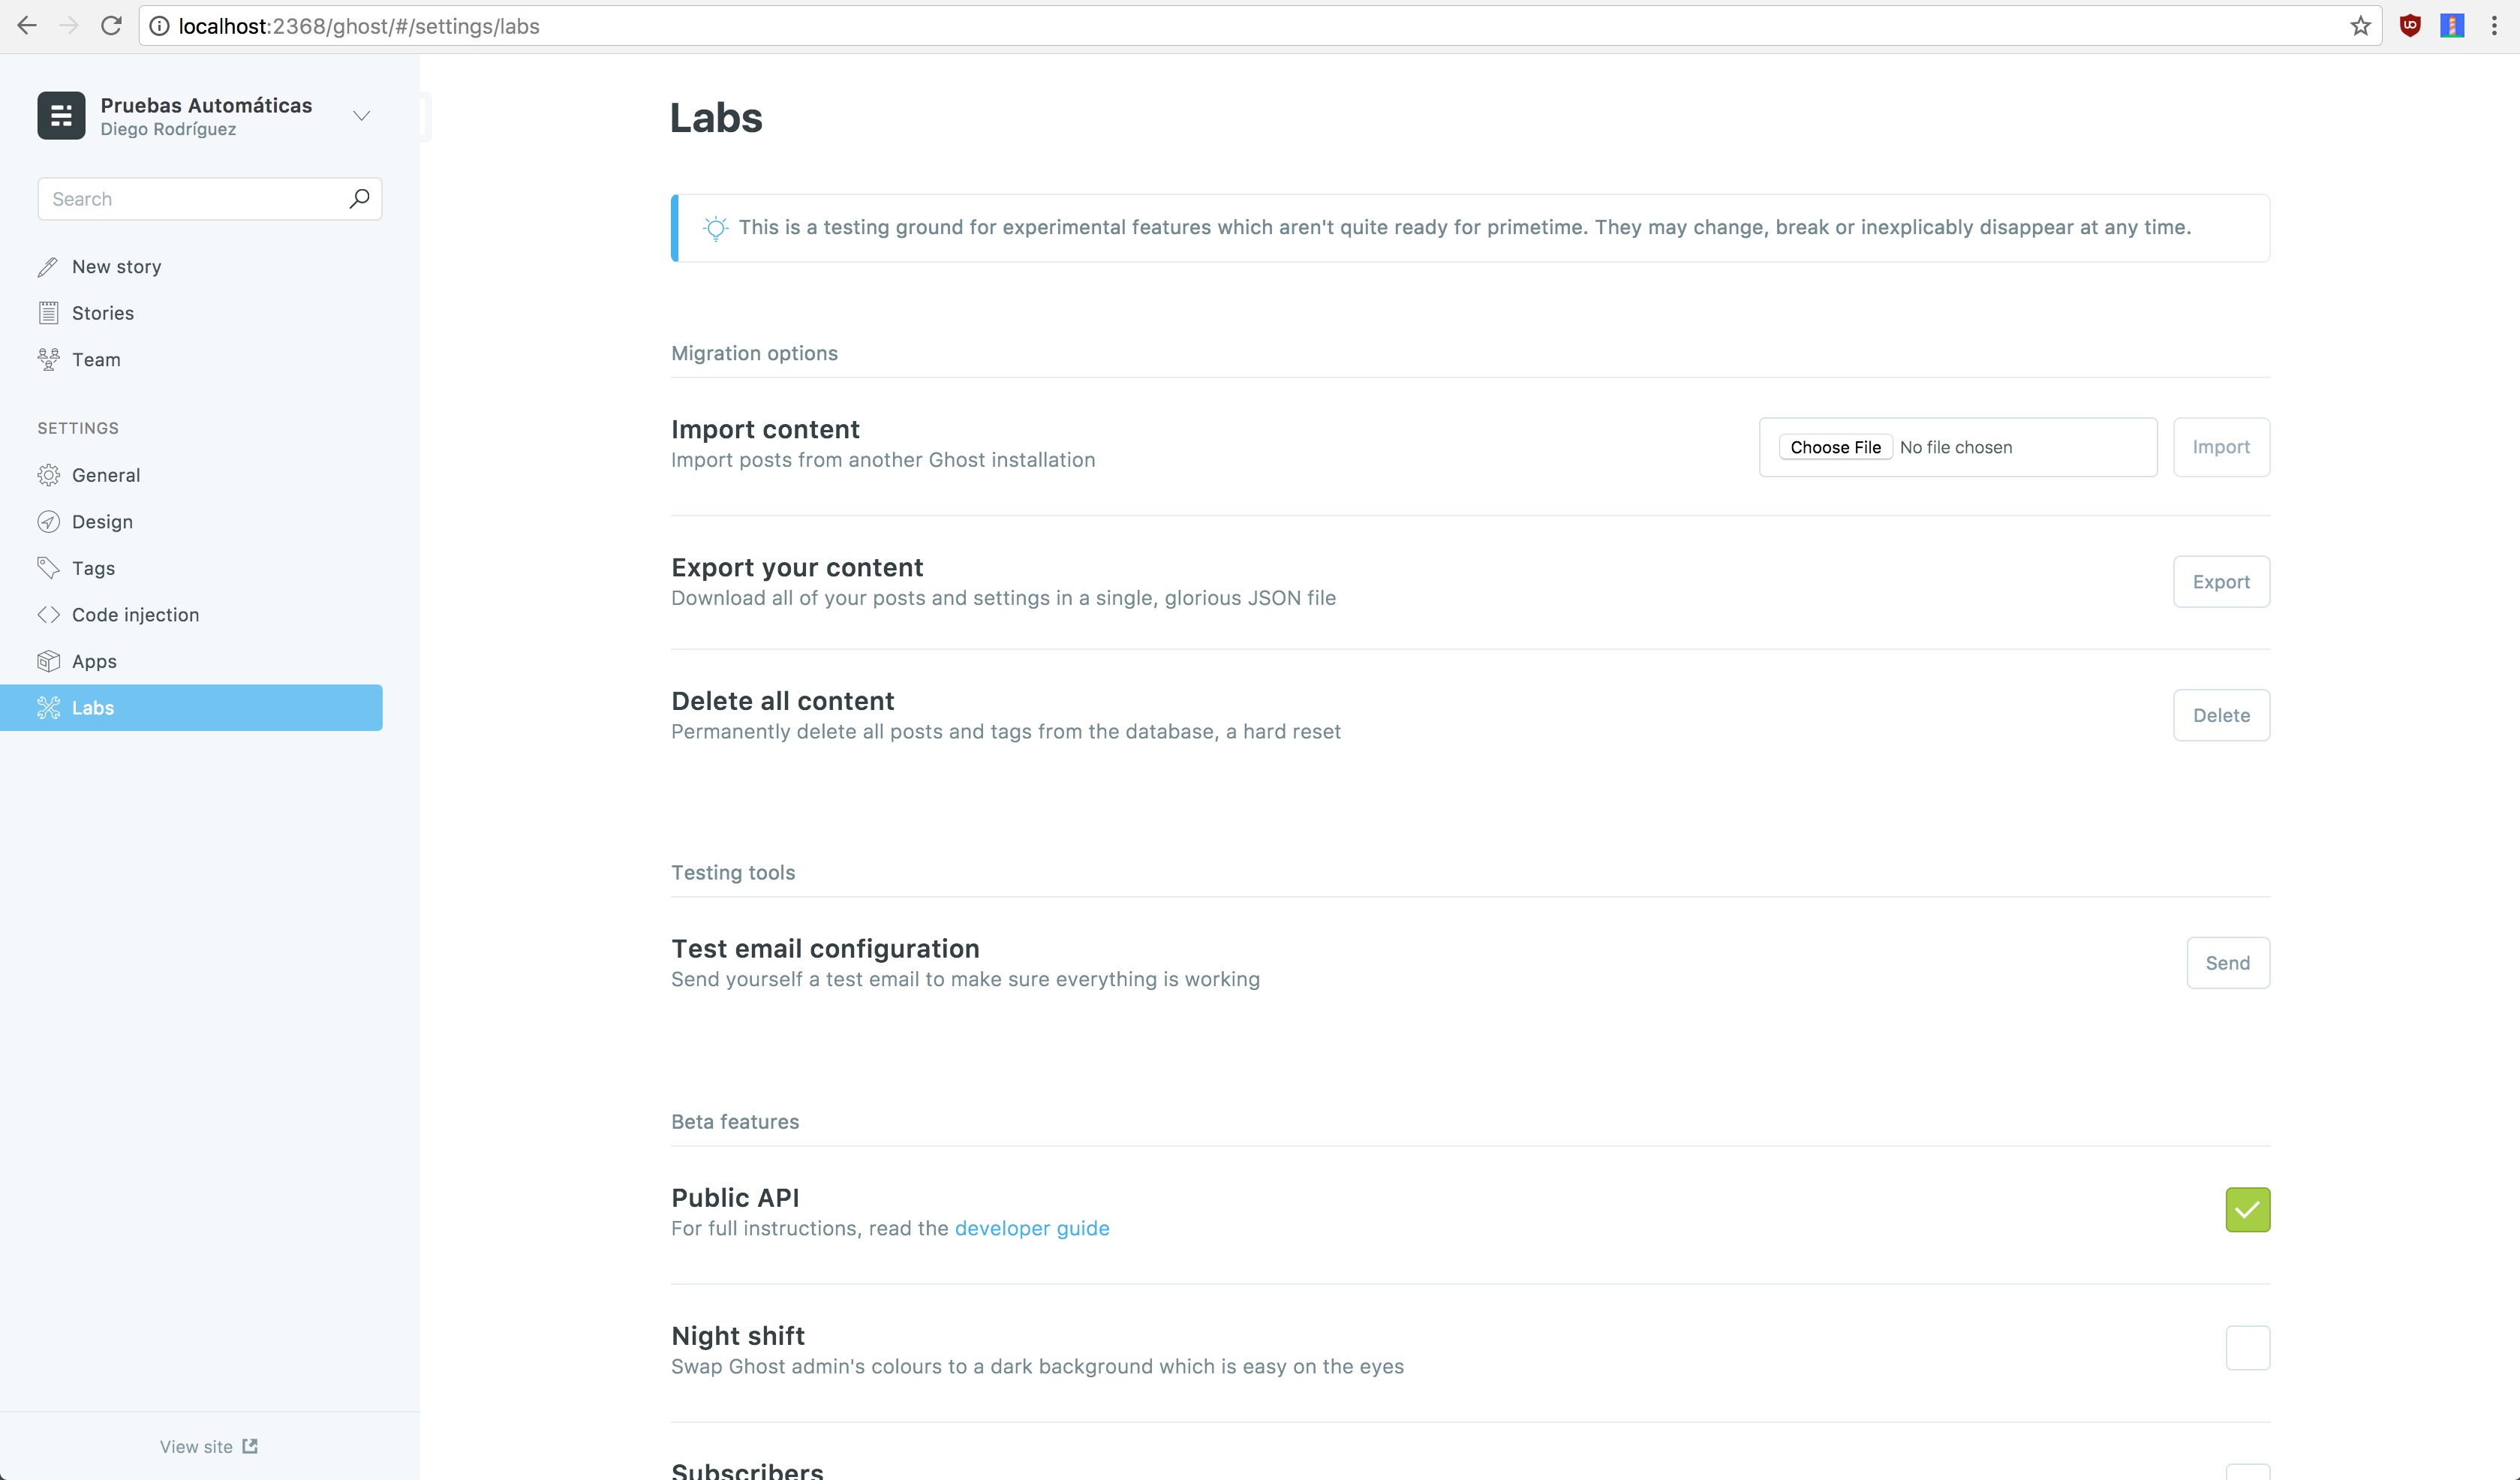 localhost:2368/ghost/#/settings/labs
Pruebas Automáticas
Diego Rodríguez
Search
New story
Stories
Team
SETTINGS
General
Design
Tags
Code injection
Apps
Labs
View site
Labs
This is a testing ground for experimental features which aren't quite ready for primetime. They may change, break or inexplicably disappear at any time.
Migration options
Import content
Import posts from another Ghost installation
Choose File No file chosen
Import
Export your content
Download all of your posts and settings in a single, glorious JSON file
Export
Delete all content
Permanently delete all posts and tags from the database, a hard reset
Delete
Testing tools
Test email configuration
Send yourself a test email to make sure everything is working
Send
Beta features
Public API
For full instructions, read the developer guide
Night shift
Swap Ghost admin's colours to a dark background which is easy on the eyes
Subscribers